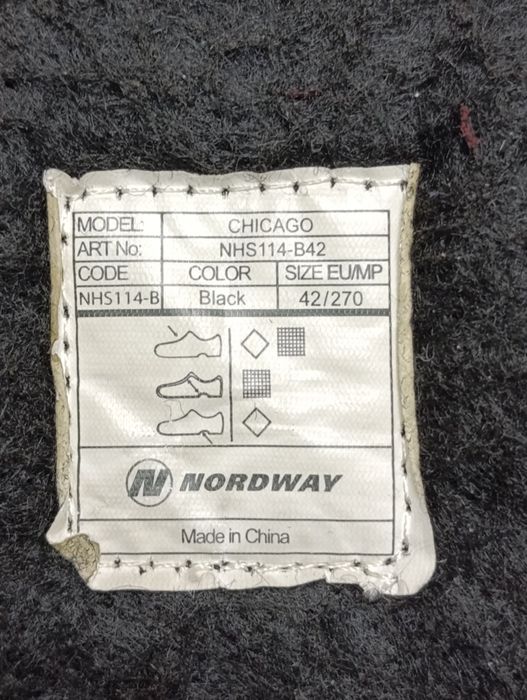 MODEL: CHICAGO
ART No: NHS114-B42
CODE COLOR SIZE EU/MP
NHS114-B Black 42/270
N NORDWAY
Made in China